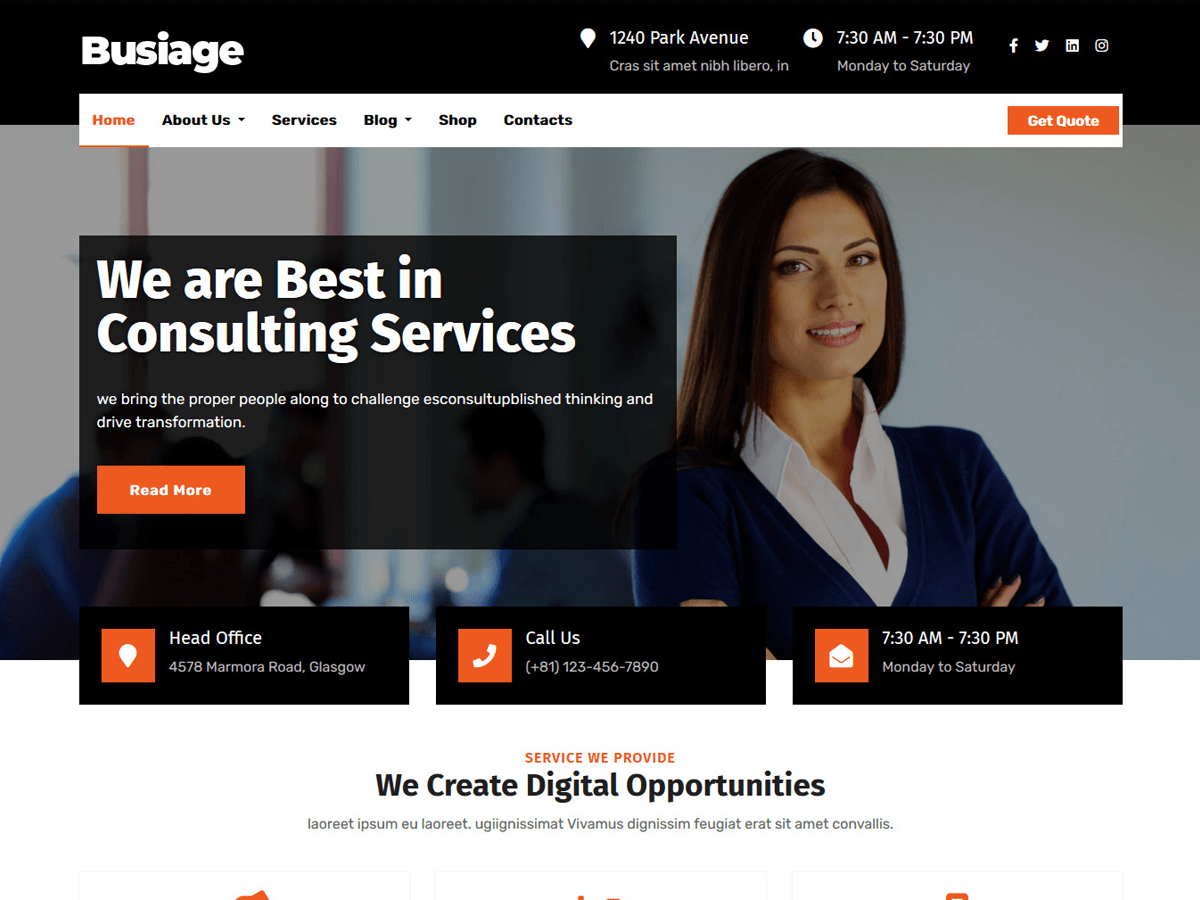 Busiage
1240 Park Avenue
Cras sit amet nibh libero, in
7:30 AM - 7:30 PM
Monday to Saturday
Home
About Us
Services
Blog
Shop
Contacts
Get Quote
We are Best in
Consulting Services
we bring the proper people along to challenge esconsultupblished thinking and
drive transformation.
Read More
Head Office
4578 Marmora Road, Glasgow
Call Us
(+81) 123-456-7890
7:30 AM - 7:30 PM
Monday to Saturday
SERVICE WE PROVIDE
We Create Digital Opportunities
laoreet ipsum eu laoreet. ugiignissimat Vivamus dignissim feugiat erat sit amet convallis.